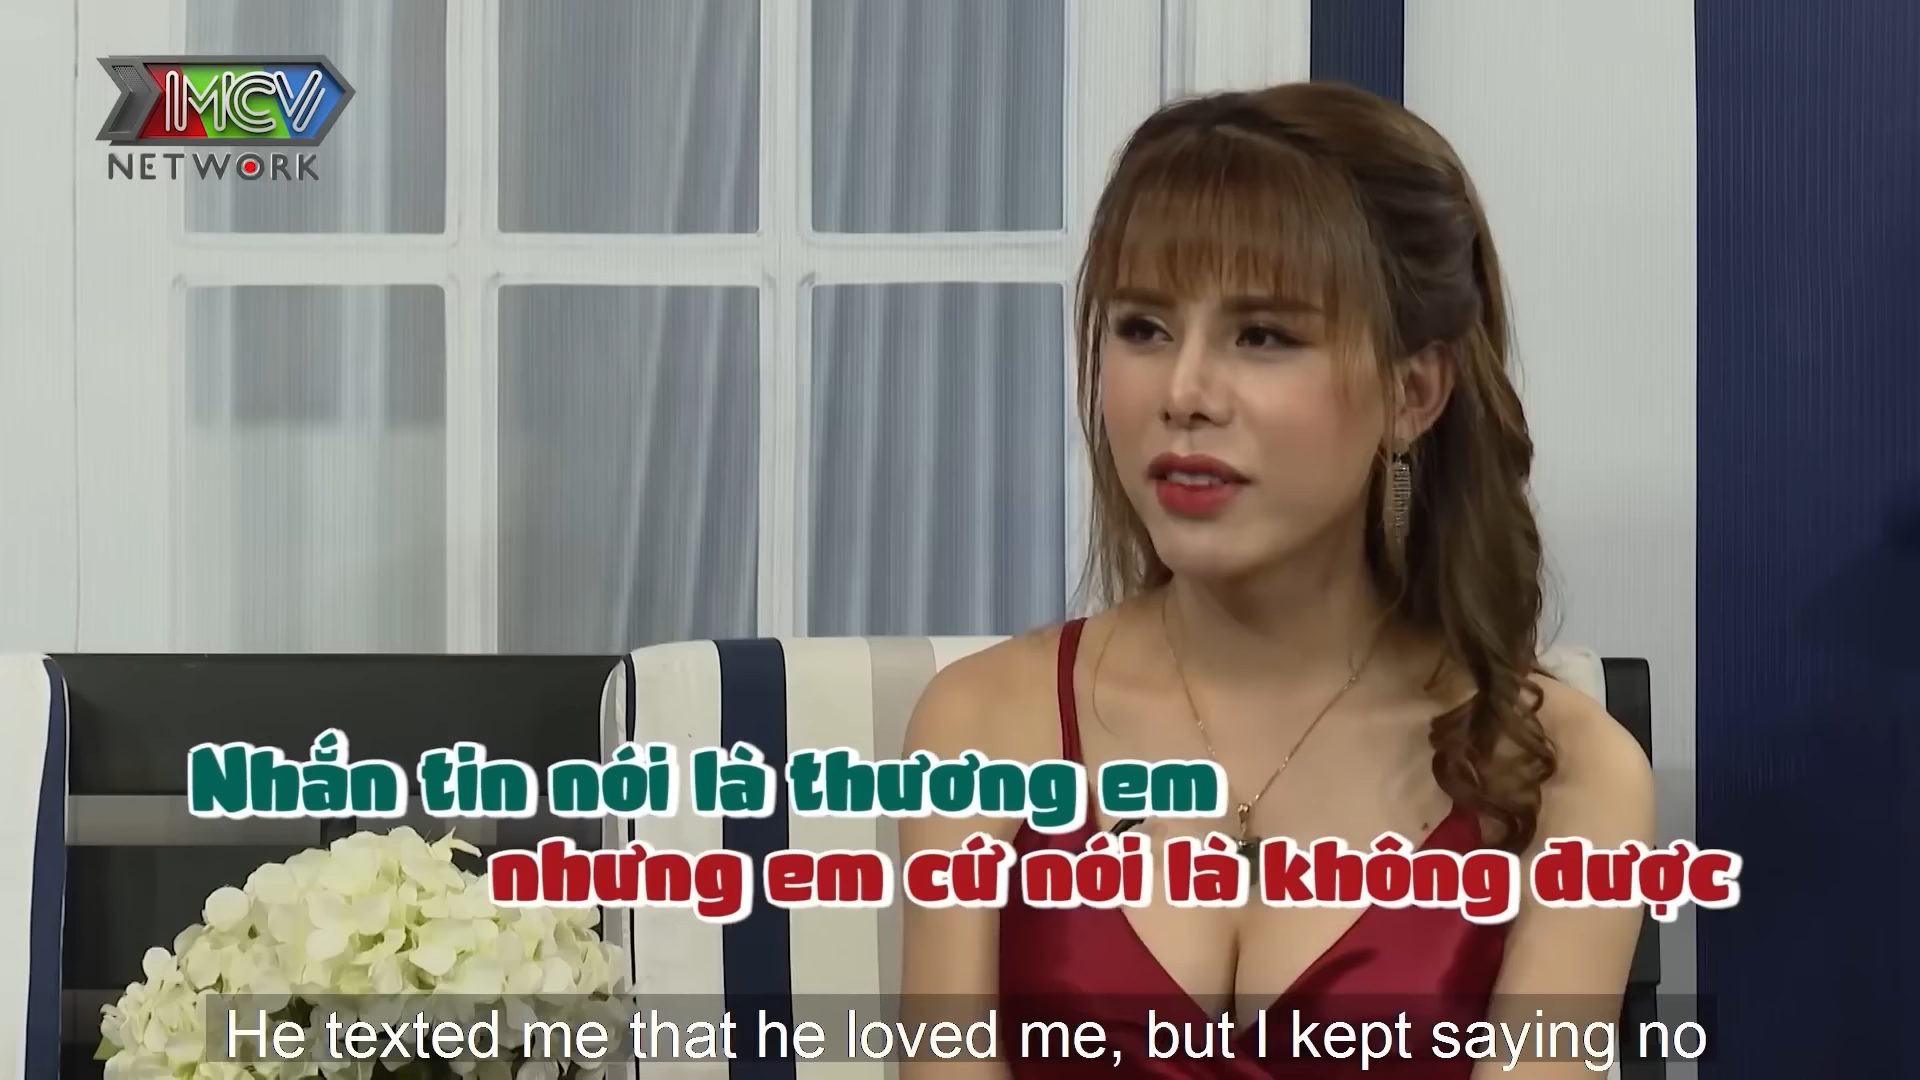 MCV
NETWORK
Nhắn tin nói là thương em
nhưng em cứ nói là không được
He texted me that he loved me, but I kept saying no